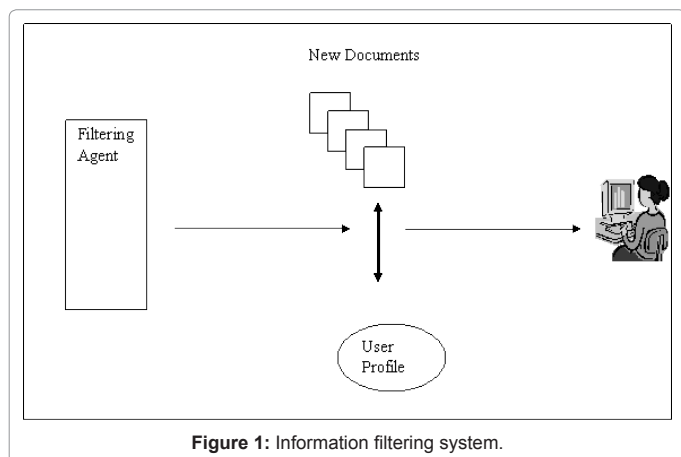 New Documents
Filtering
Agent
User
Profile
Figure 1: Information filtering system.